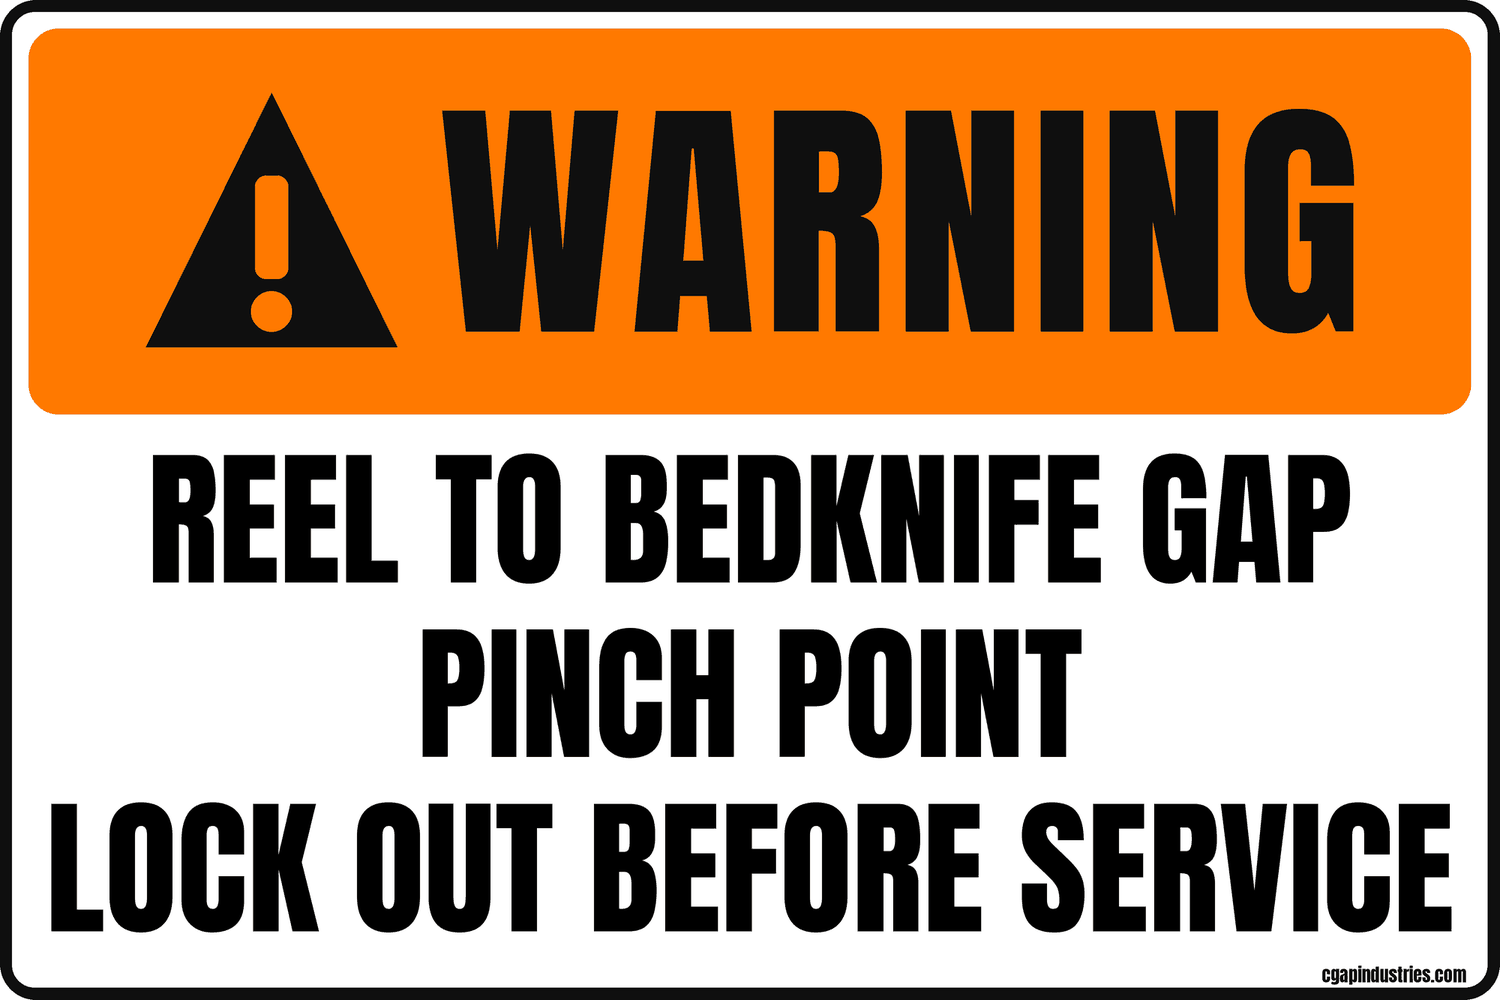 WARNING
REEL TO BEDKNIFE GAP
PINCH POINT
LOCK OUT BEFORE SERVICE
cgapindustries.com